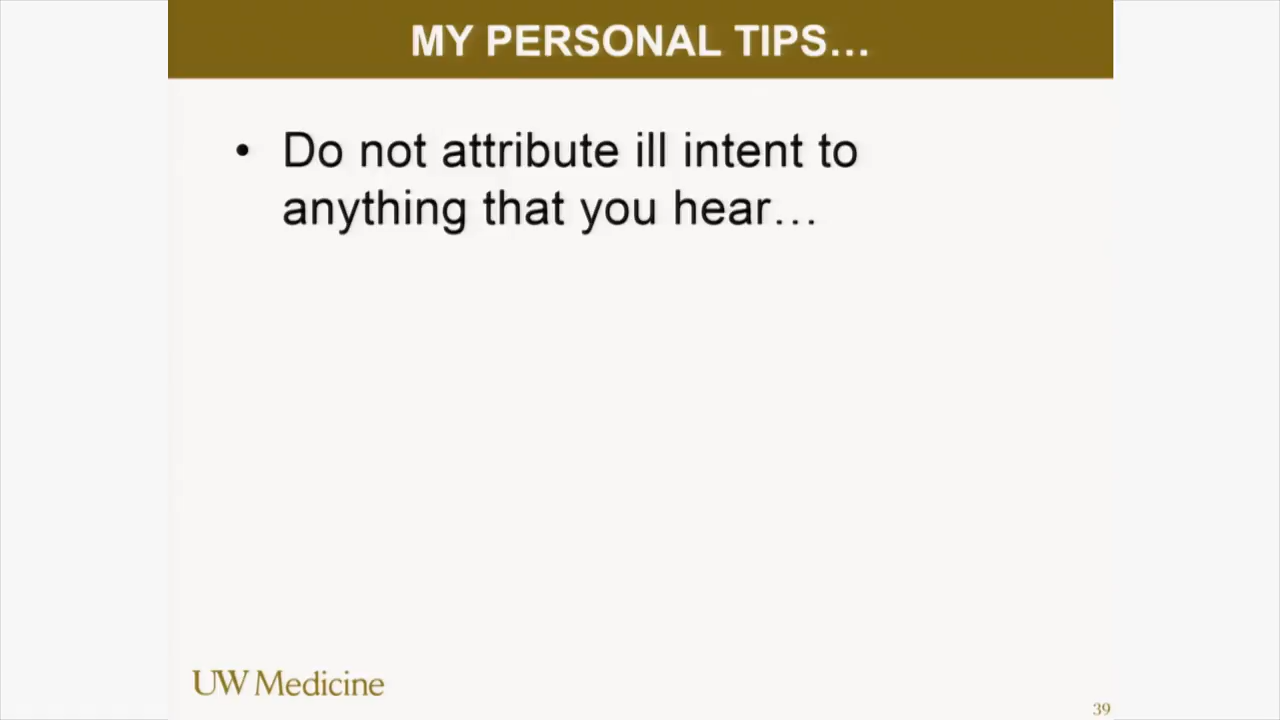 MY PERSONAL TIPS…
• Do not attribute ill intent to
anything that you hear…
UW Medicine
39